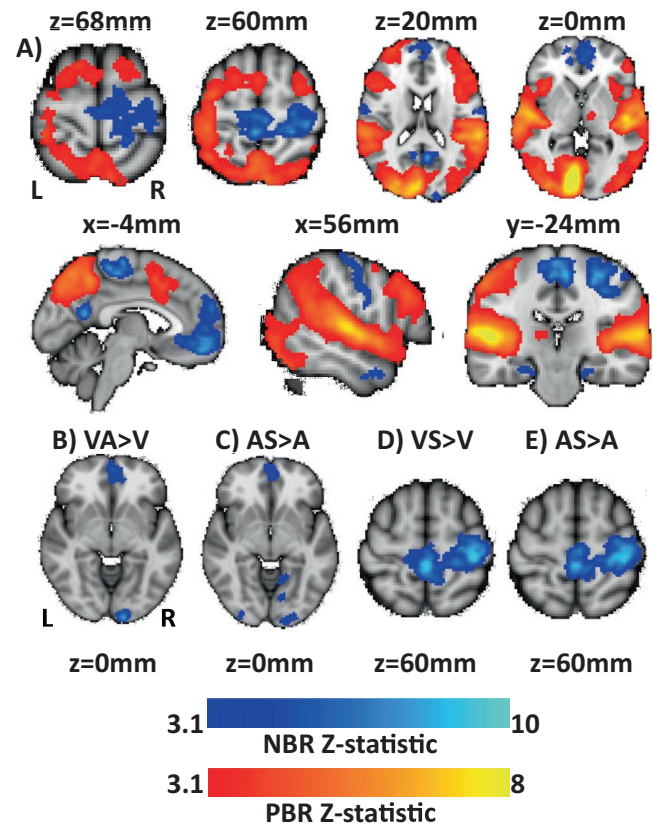 A)
z=68mm z=60mm z=20mm z=0mm
L R
x=-4mm x=56mm y=-24mm
B) VA>V C) AS>A D) VS>V E) AS>A
L R
z=0mm z=0mm z=60mm z=60mm
3.1 10
NBR Z-statistic
3.1 8
PBR Z-statistic